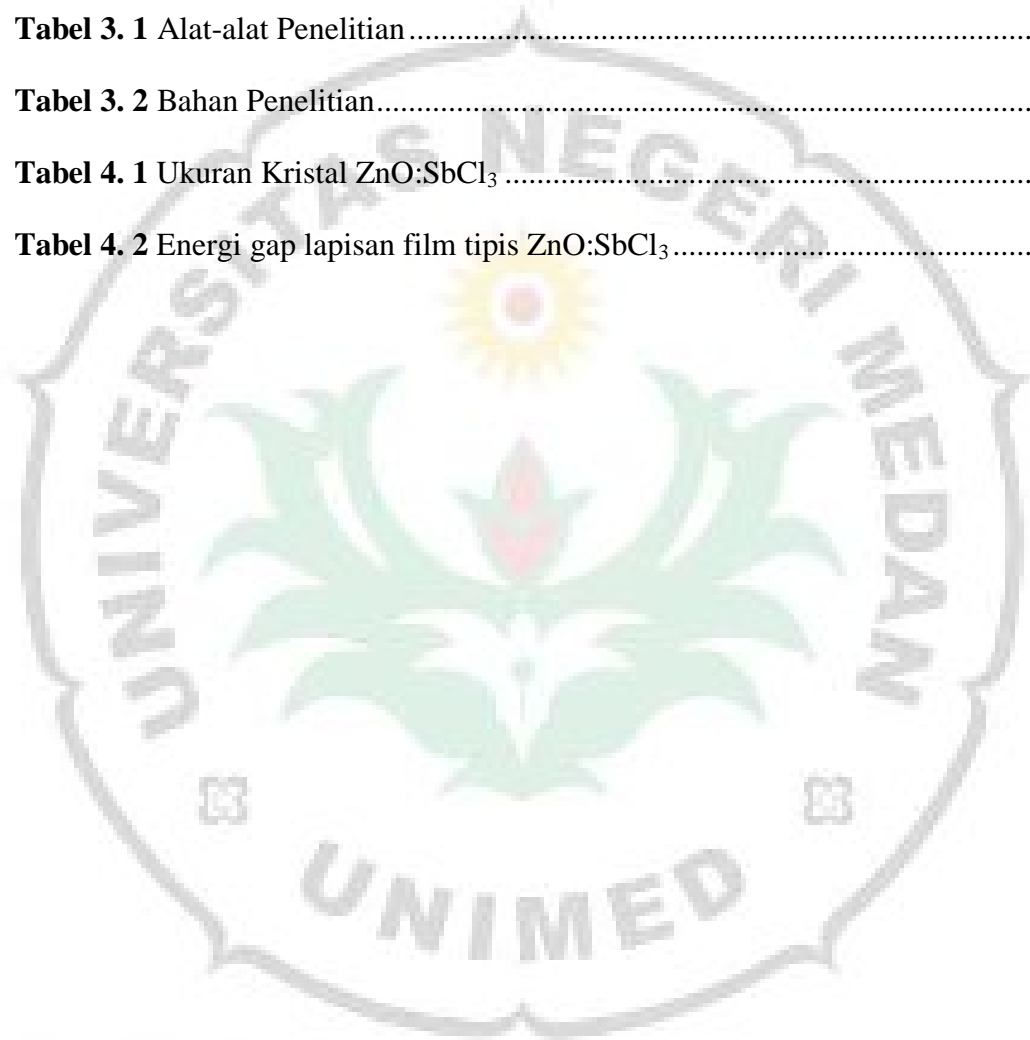 Tabel 3. 1 Alat-alat Penelitian ................................................................................
Tabel 3. 2 Bahan Penelitian....................................................................................
Tabel 4. 1 Ukuran Kristal ZnO:SbCl₃ ...................................................................
Tabel 4. 2 Energi gap lapisan film tipis ZnO:SbCl₃..............................................
UNIVERSITAS NEGERI MEDAN
UNIMED